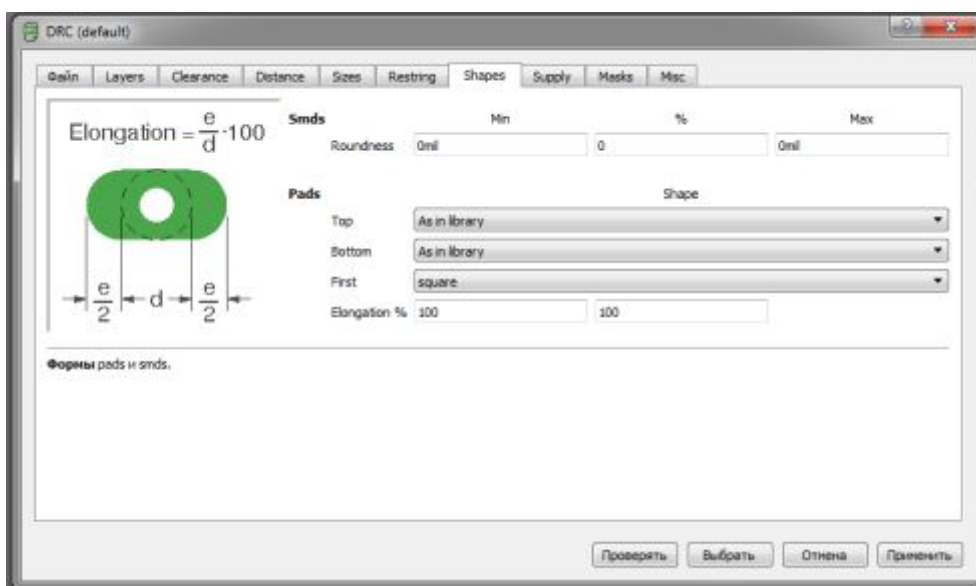 DRC (default)
Файл Layers Clearance Distance Sizes Restring Shapes Supply Masks Misc
Elongation = e/d ·100
Smds Min % Max
Roundness 0mil 0 0mil
Pads Shape
Top As in library
Bottom As in library
First square
Elongation % 100 100
e/2 d e/2
Формы pads и smds.
Проверять Выбрать Отмена Применить